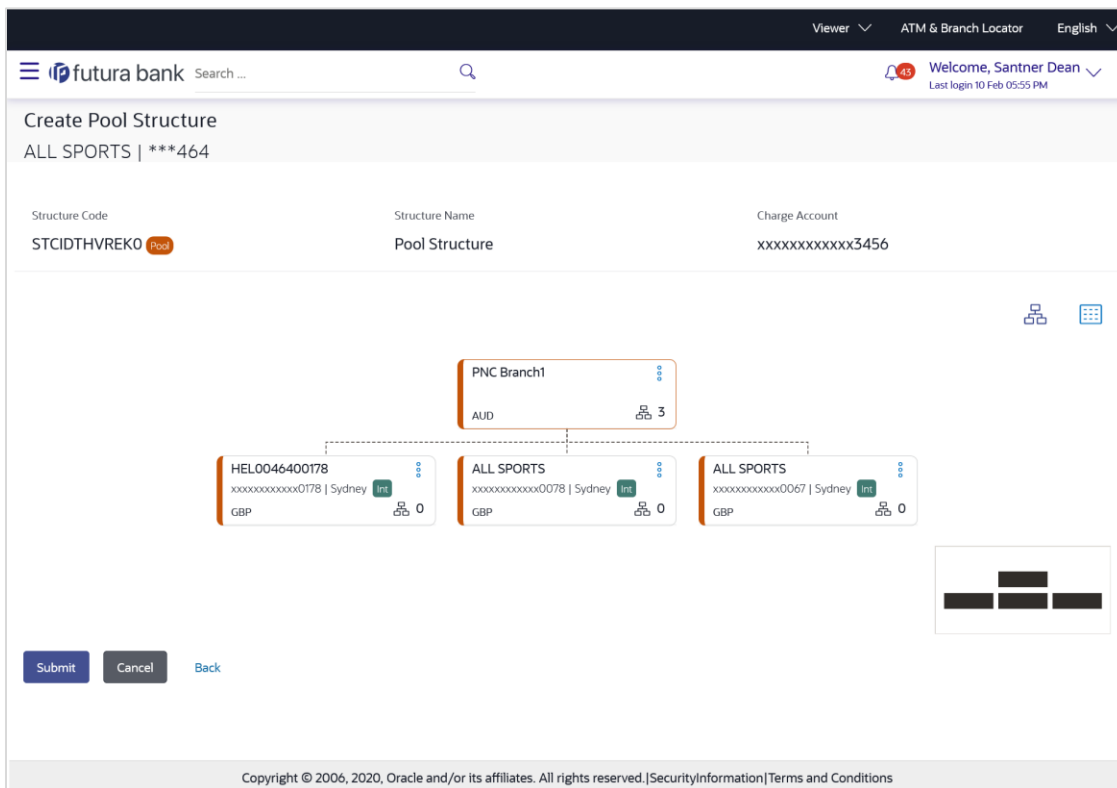 Viewer ATM & Branch Locator English
futura bank Search ... 43 Welcome, Santner Dean
Last login 10 Feb 05:55 PM
Create Pool Structure
ALL SPORTS | ***464
Structure Code Structure Name Charge Account
STCIDTHVREK0 Pool Pool Structure xxxxxxxxxxxx3456
PNC Branch1
AUD 3
HEL0046400178 ALL SPORTS ALL SPORTS
xxxxxxxxxxxx0178 | Sydney Int xxxxxxxxxxxx0078 | Sydney Int xxxxxxxxxxxx0067 | Sydney Int
GBP 0 GBP 0 GBP 0
Submit Cancel Back
Copyright © 2006, 2020, Oracle and/or its affiliates. All rights reserved.|SecurityInformation|Terms and Conditions